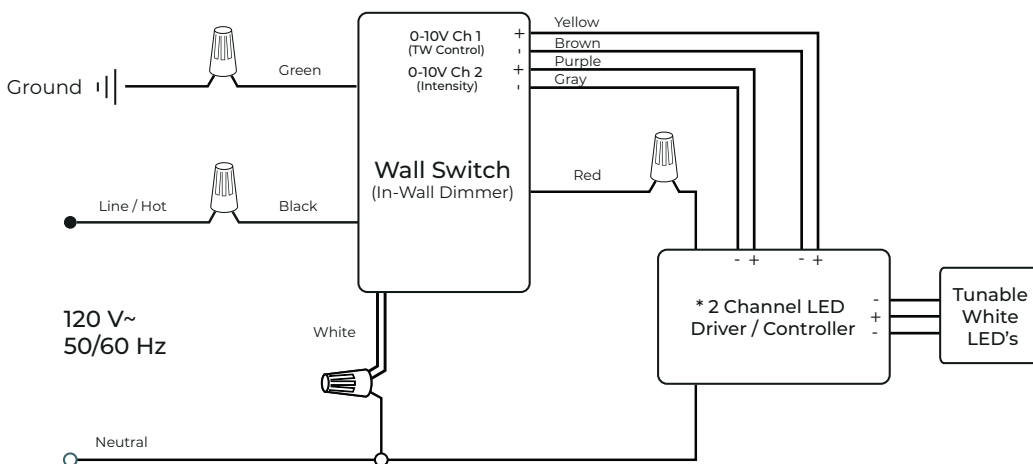 0-10V Ch 1 +
(TW Control) -
0-10V Ch 2 +
(Intensity) -
Yellow
Brown
Purple
Gray
Ground
Green
Wall Switch
(In-Wall Dimmer)
Red
Line / Hot
Black
- + - +
* 2 Channel LED
Driver / Controller
-
+
-
Tunable
White
LED's
120 V~
50/60 Hz
White
Neutral